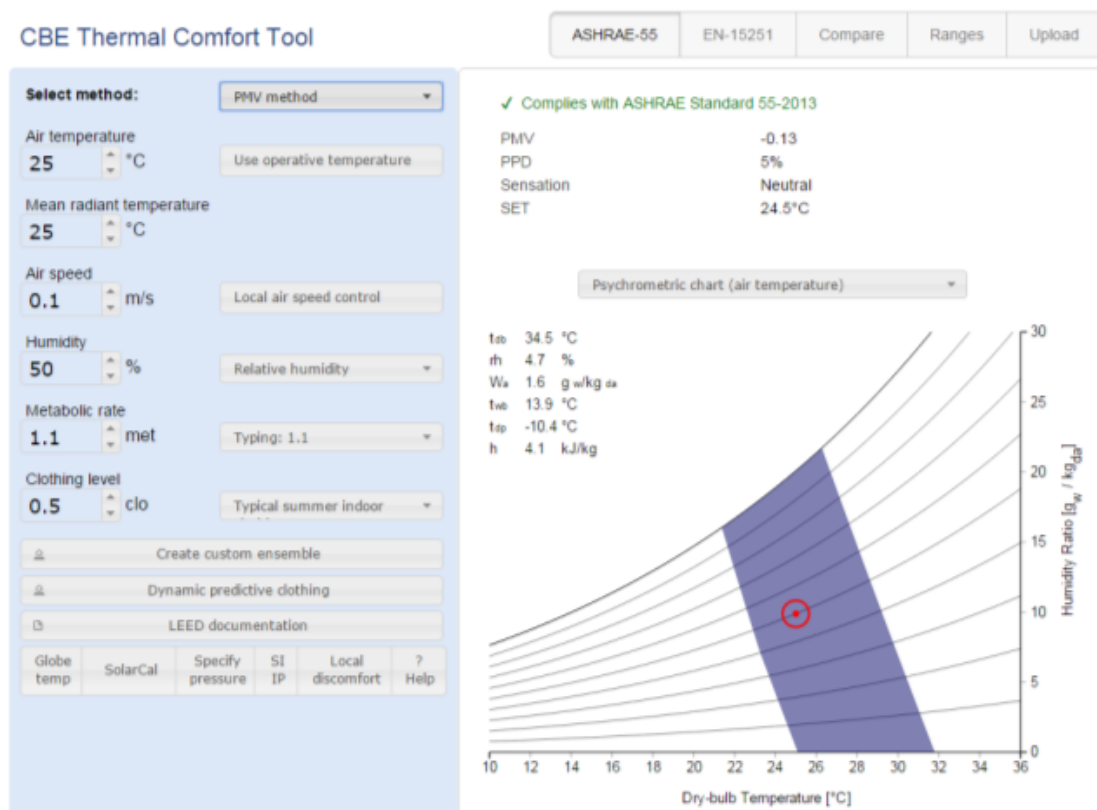 CBE Thermal Comfort Tool
ASHRAE-55 EN-15251 Compare Ranges Upload
Select method: PMV method
Air temperature
25 °C Use operative temperature
Mean radiant temperature
25 °C
Air speed
0.1 m/s Local air speed control
Humidity
50 % Relative humidity
Metabolic rate
1.1 met Typing: 1.1
Clothing level
0.5 clo Typical summer indoor
Create custom ensemble
Dynamic predictive clothing
LEED documentation
Globe temp
SolarCal
Specify pressure
SI IP
Local discomfort
? Help
✓ Complies with ASHRAE Standard 55-2013
PMV -0.13
PPD 5%
Sensation Neutral
SET 24.5°C
Psychrometric chart (air temperature)
tdb 34.5 °C
rh 4.7 %
Wa 1.6 g w/kg da
twb 13.9 °C
tdp -10.4 °C
h 4.1 kJ/kg
30
25
20
15
10
5
0
Humidity Ratio [gw / kgda]
10 12 14 16 18 20 22 24 26 28 30 32 34 36
Dry-bulb Temperature [°C]